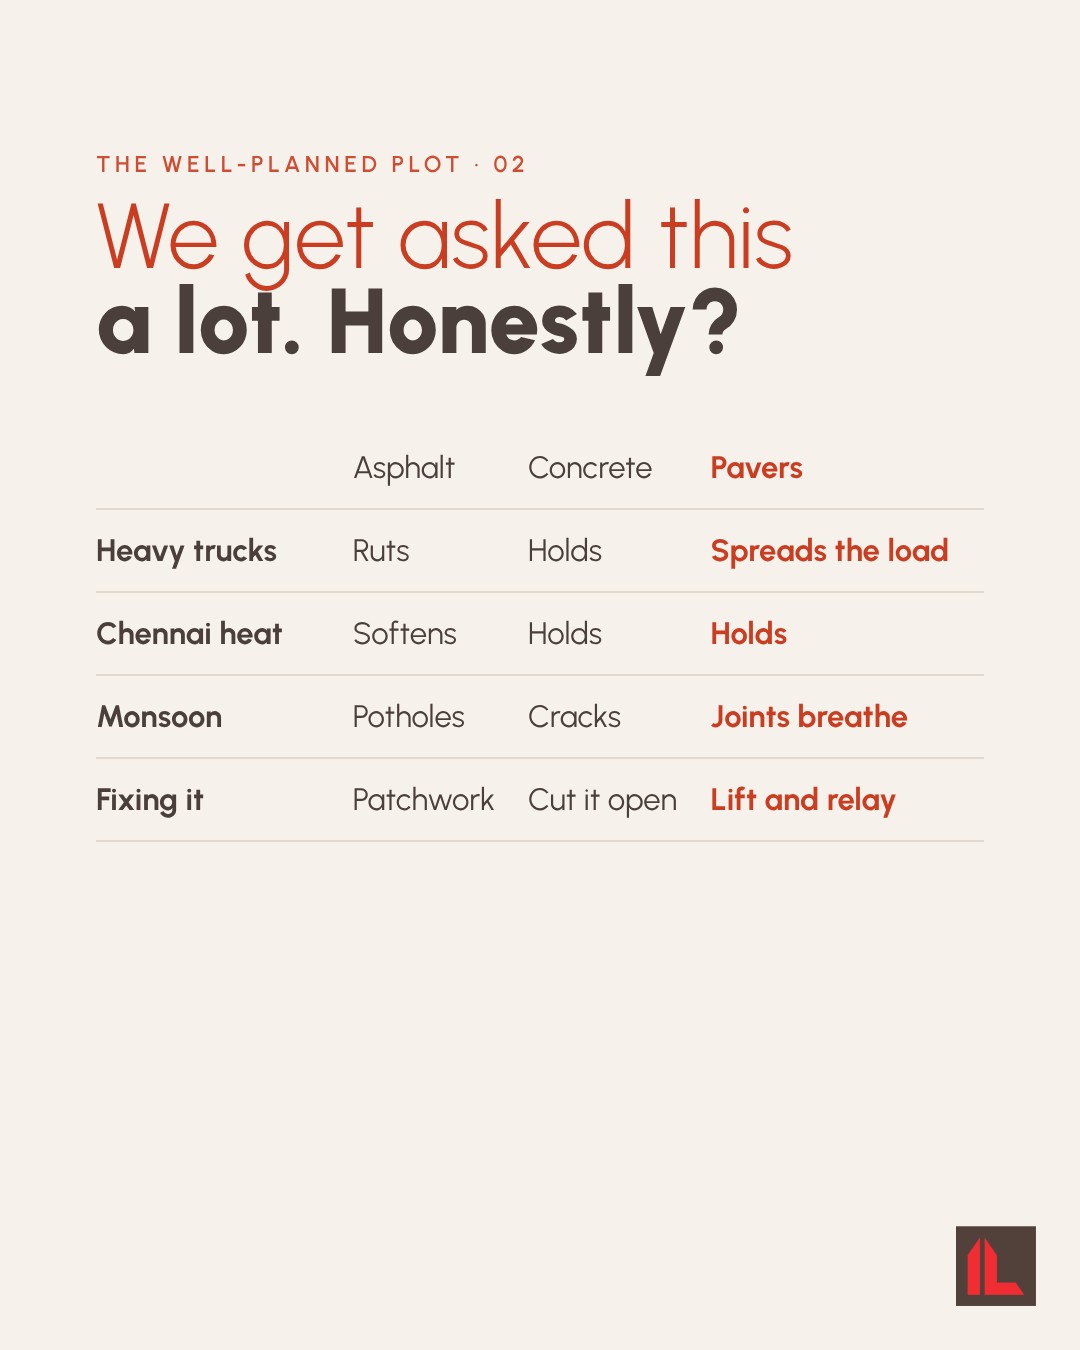 THE WELL-PLANNED PLOT · 02
We get asked this
a lot. Honestly?
Asphalt Concrete Pavers
Heavy trucks Ruts Holds Spreads the load
Chennai heat Softens Holds Holds
Monsoon Potholes Cracks Joints breathe
Fixing it Patchwork Cut it open Lift and relay
IL